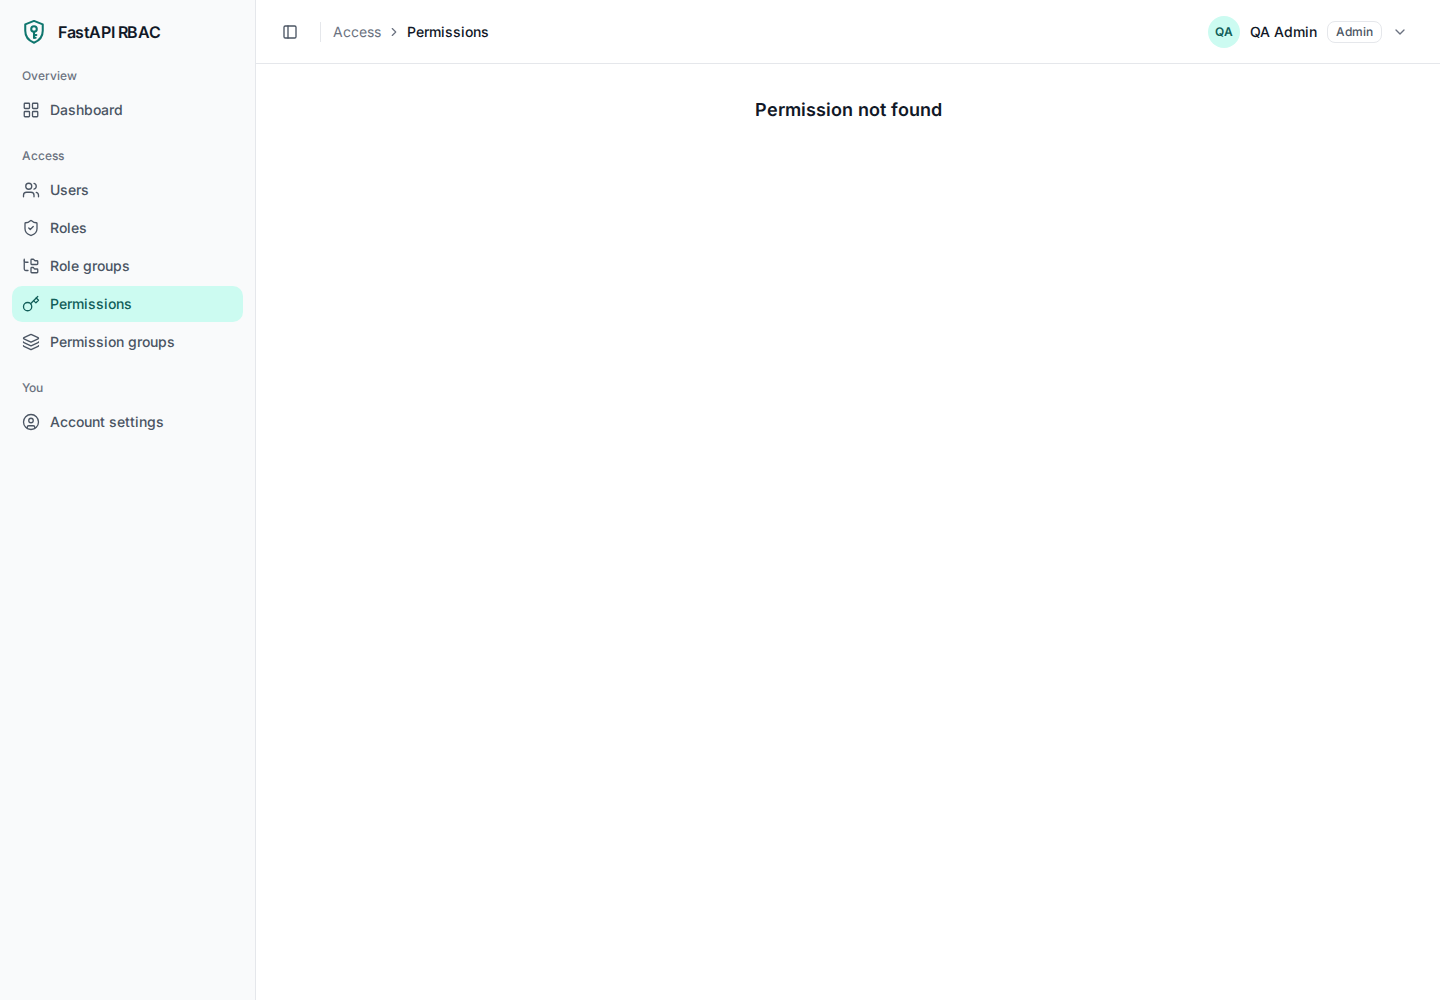 FastAPI RBAC
Overview
Dashboard
Access
Users
Roles
Role groups
Permissions
Permission groups
You
Account settings
Access > Permissions
QA QA Admin Admin
Permission not found